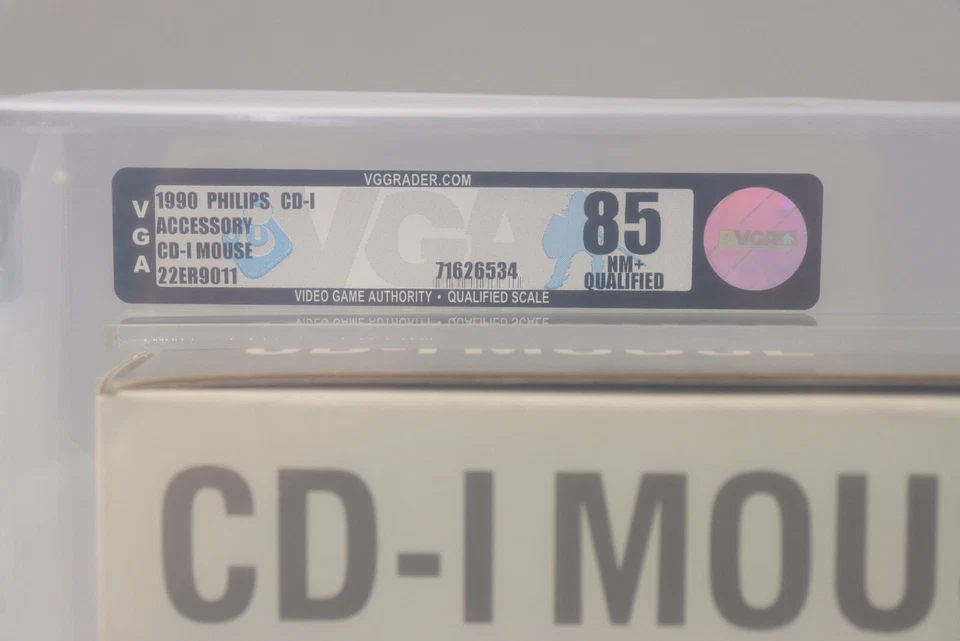 VGGRADER.COM
VGA
1990 PHILIPS CD-I
ACCESSORY
CD-I MOUSE
22ER9011
VGA
71626534
85
NM+
QUALIFIED
VGA
VIDEO GAME AUTHORITY • QUALIFIED SCALE
CD-I MOU